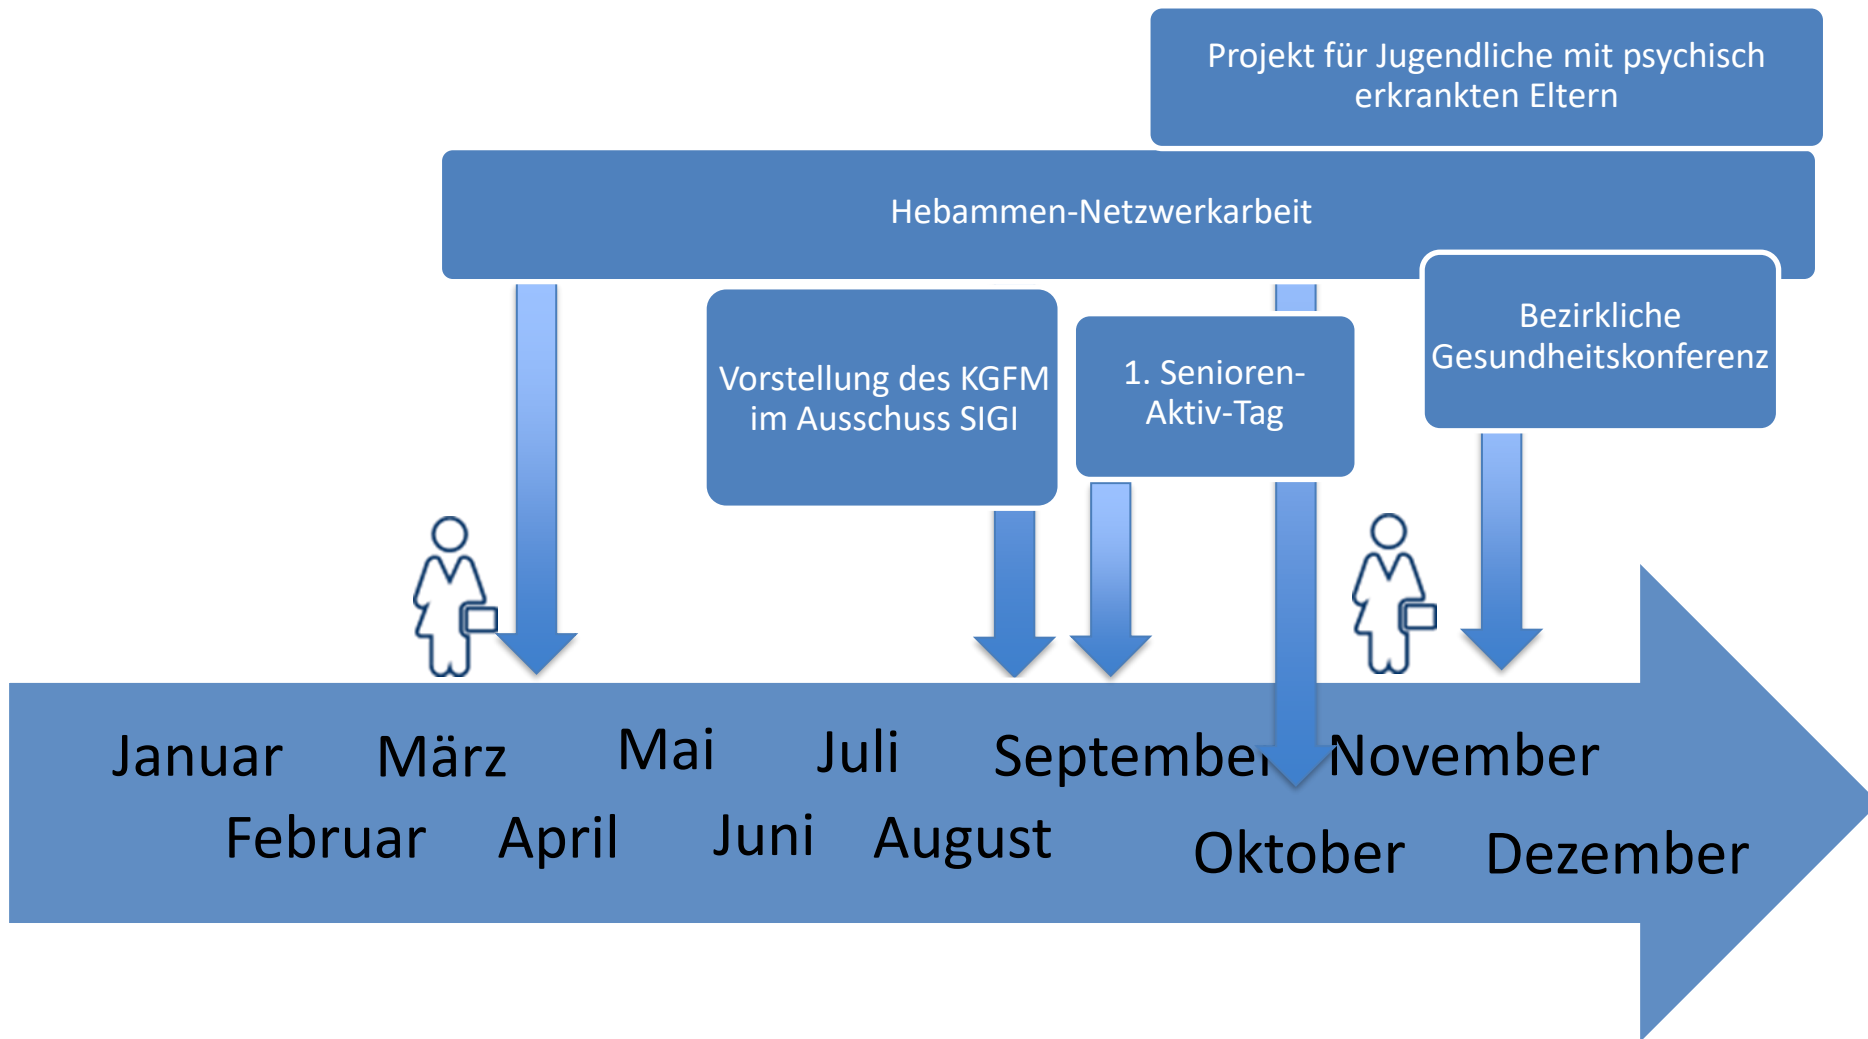 Projekt für Jugendliche mit psychisch
erkrankten Eltern
Hebammen-Netzwerkarbeit
Vorstellung des KGFM
im Ausschuss SIGI
1. Senioren-
Aktiv-Tag
Bezirkliche
Gesundheitskonferenz
Januar
Februar
März
April
Mai
Juni
Juli
August
September
Oktober
November
Dezember